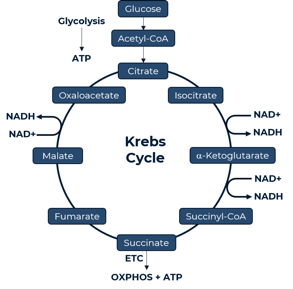 Glucose
Glycolysis
Acetyl-CoA
ATP
Citrate
Oxaloacetate
Isocitrate
NADH
NAD+
NAD+
NADH
Krebs
Cycle
Malate
α-Ketoglutarate
NAD+
NADH
Fumarate
Succinyl-CoA
Succinate
ETC
OXPHOS + ATP